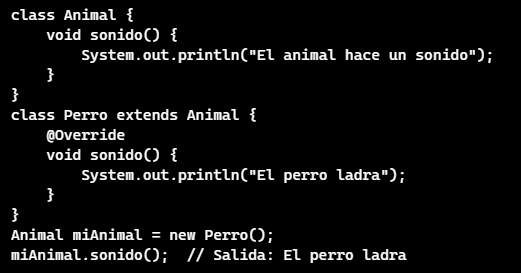 class Animal {
    void sonido() {
        System.out.println("El animal hace un sonido");
    }
}
class Perro extends Animal {
    @Override
    void sonido() {
        System.out.println("El perro ladra");
    }
}
Animal miAnimal = new Perro();
miAnimal.sonido();  // Salida: El perro ladra